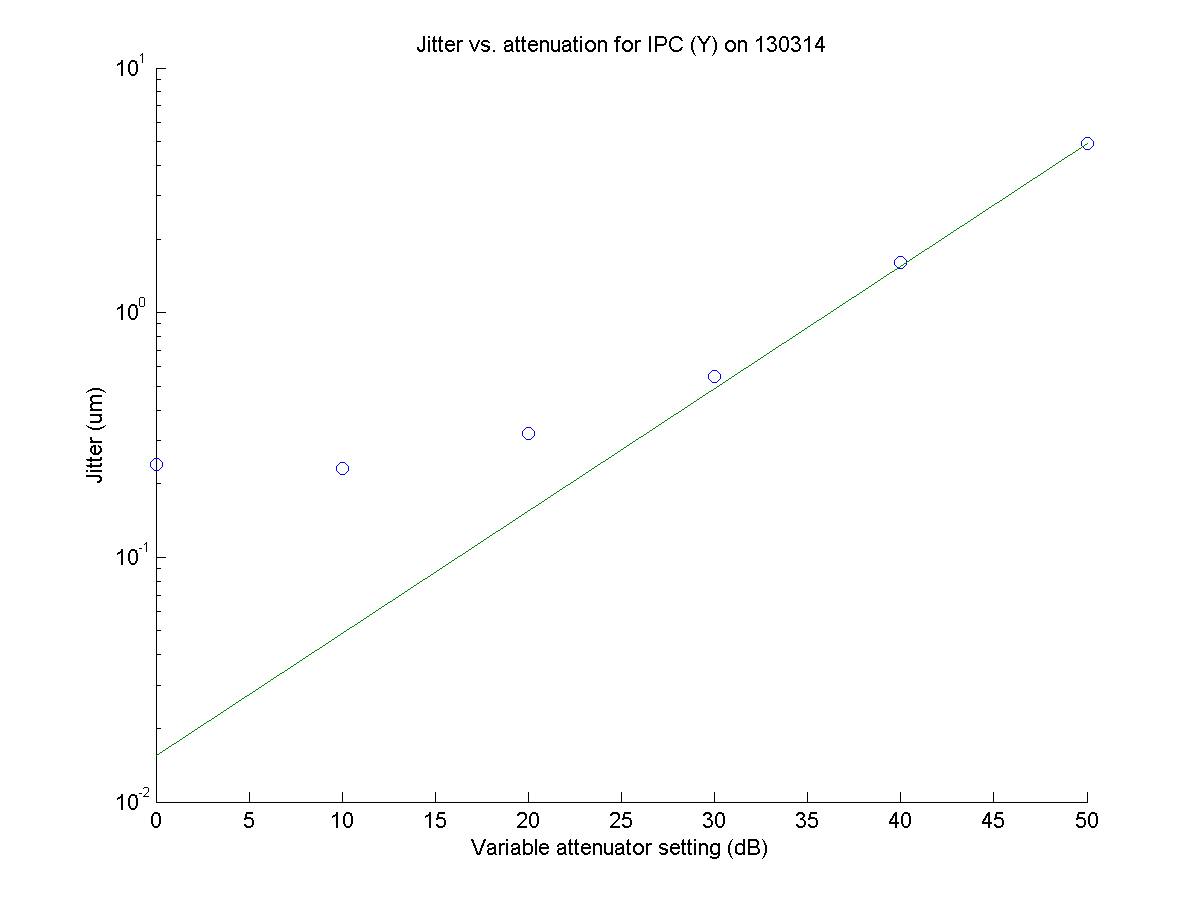 Jitter vs. attenuation for IPC (Y) on 130314
10^1
10^0
10^-1
10^-2
Jitter (um)
0 5 10 15 20 25 30 35 40 45 50
Variable attenuator setting (dB)